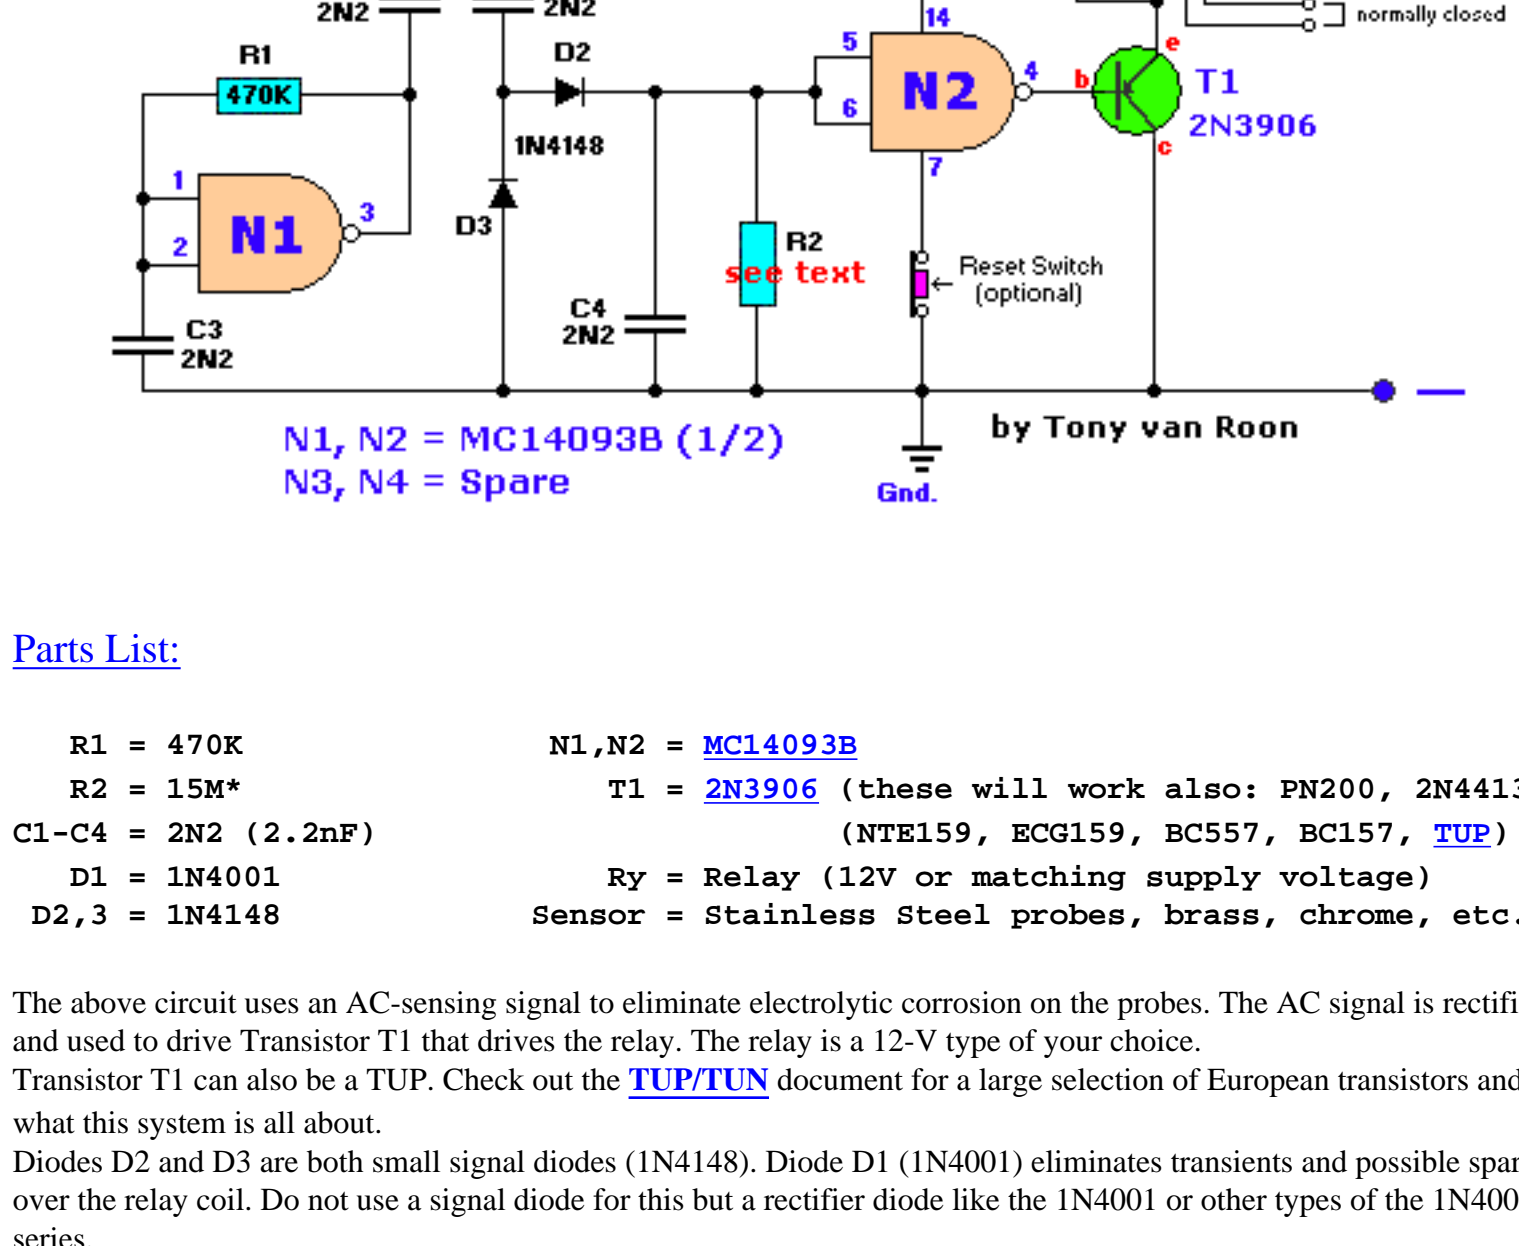 2N2
2N2
14
normally closed
R1
D2
5
e
470K
N2
4
b
T1
6
2N3906
1N4148
c
7
1
N1
3
D3
2
R2
see text
Reset Switch
(optional)
C4
2N2
C3
2N2
by Tony van Roon
N1, N2 = MC14093B (1/2)
N3, N4 = Spare
Gnd.
Parts List:
R1 = 470K N1,N2 = MC14093B
R2 = 15M* T1 = 2N3906 (these will work also: PN200, 2N4413
C1-C4 = 2N2 (2.2nF) (NTE159, ECG159, BC557, BC157, TUP)
D1 = 1N4001 Ry = Relay (12V or matching supply voltage)
D2,3 = 1N4148 Sensor = Stainless Steel probes, brass, chrome, etc.
The above circuit uses an AC-sensing signal to eliminate electrolytic corrosion on the probes. The AC signal is rectifi
and used to drive Transistor T1 that drives the relay. The relay is a 12-V type of your choice.
Transistor T1 can also be a TUP. Check out the TUP/TUN document for a large selection of European transistors and
what this system is all about.
Diodes D2 and D3 are both small signal diodes (1N4148). Diode D1 (1N4001) eliminates transients and possible spar
over the relay coil. Do not use a signal diode for this but a rectifier diode like the 1N4001 or other types of the 1N400
series.